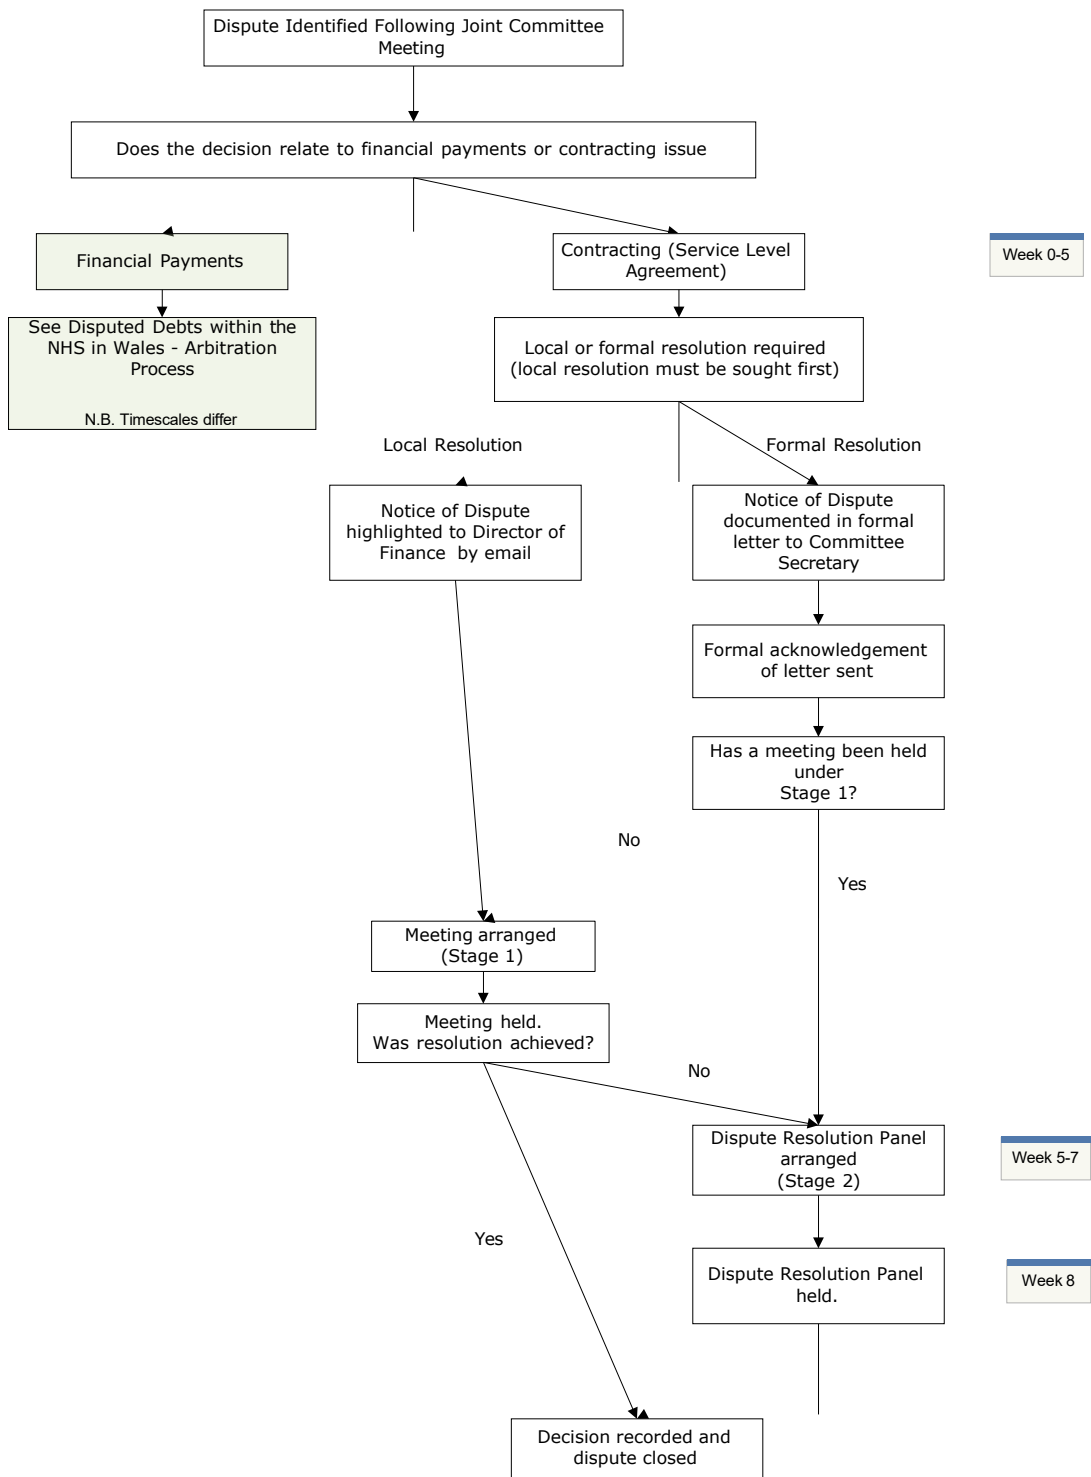 Dispute Identified Following Joint Committee
Meeting
Does the decision relate to financial payments or contracting issue
Financial Payments
Contracting (Service Level
Agreement)
Week 0-5
See Disputed Debts within the
NHS in Wales - Arbitration
Process
N.B. Timescales differ
Local or formal resolution required
(local resolution must be sought first)
Local Resolution
Formal Resolution
Notice of Dispute
highlighted to Director of
Finance by email
Notice of Dispute
documented in formal
letter to Committee
Secretary
Formal acknowledgement
of letter sent
Has a meeting been held
under
Stage 1?
No
Yes
Meeting arranged
(Stage 1)
Meeting held.
Was resolution achieved?
No
Dispute Resolution Panel
arranged
(Stage 2)
Week 5-7
Yes
Dispute Resolution Panel
held.
Week 8
Decision recorded and
dispute closed